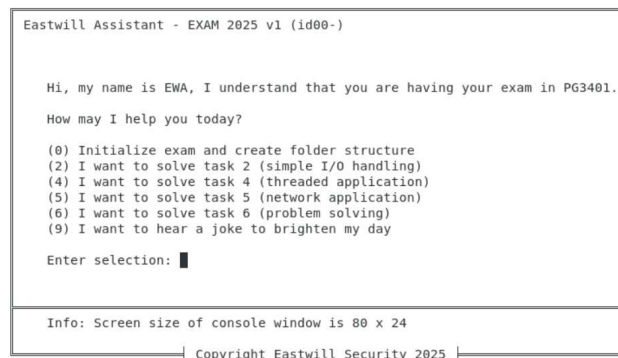 Eastwill Assistant - EXAM 2025 v1 (id00-)
Hi, my name is EWA, I understand that you are having your exam in PG3401.
How may I help you today?
(0) Initialize exam and create folder structure
(2) I want to solve task 2 (simple I/O handling)
(4) I want to solve task 4 (threaded application)
(5) I want to solve task 5 (network application)
(6) I want to solve task 6 (problem solving)
(9) I want to hear a joke to brighten my day
Enter selection:
Info: Screen size of console window is 80 x 24
Copyright Eastwill Security 2025